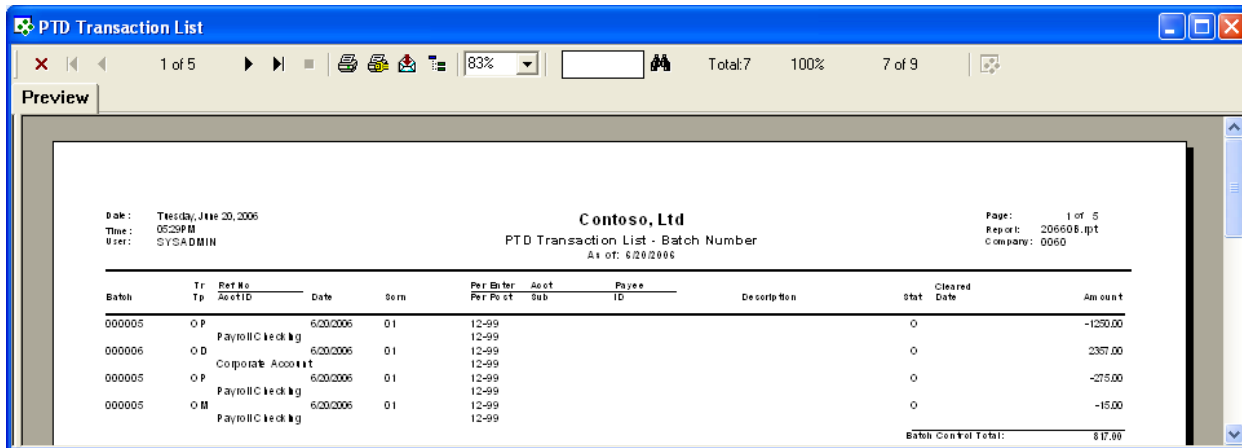 PTD Transaction List
1 of 5 83% Total:7 100% 7 of 9
Preview
Date: Tuesday, June 20, 2006 Contoso, Ltd Page: 1 of 5
Time: 05:29PM PTD Transaction List - Batch Number Report: 20660B.rpt
User: SYSADMIN As of: 6/20/2006 Company: 0060
Tr Ref No Per Enter Acct Payee Cleared
Batch Tp Acct ID Date Scrn Per Post Sub ID Description Stat Date Amount
000005 OP 6/20/2006 01 12-99 O -1250.00
Payroll Checking 12-99
000006 OD 6/20/2006 01 12-99 O 2357.00
Corporate Account 12-99
000005 OP 6/20/2006 01 12-99 O -275.00
Payroll Checking 12-99
000005 OM 6/20/2006 01 12-99 O -15.00
Payroll Checking 12-99
Batch Control Total: 817.00